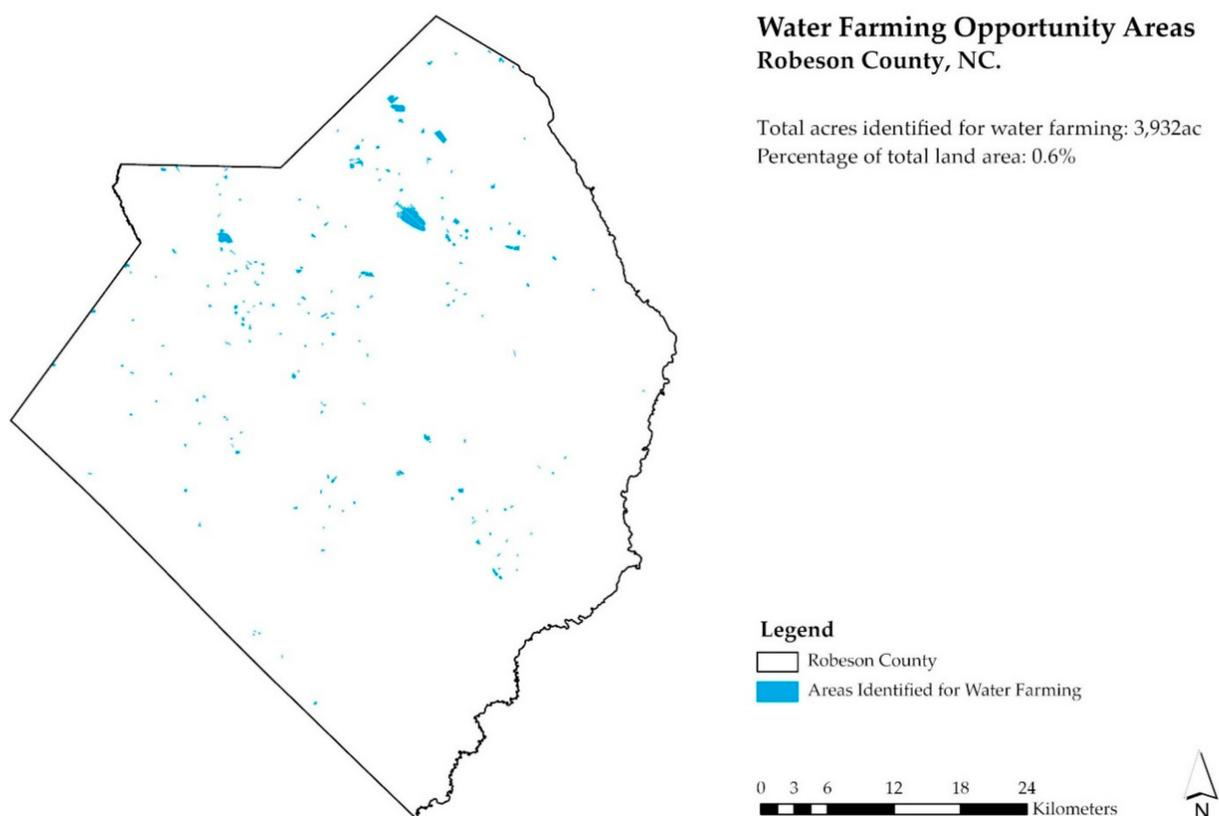 Water Farming Opportunity Areas
Robeson County, NC.
Total acres identified for water farming: 3,932ac
Percentage of total land area: 0.6%
Legend
Robeson County
Areas Identified for Water Farming
0 3 6 12 18 24
Kilometers
N